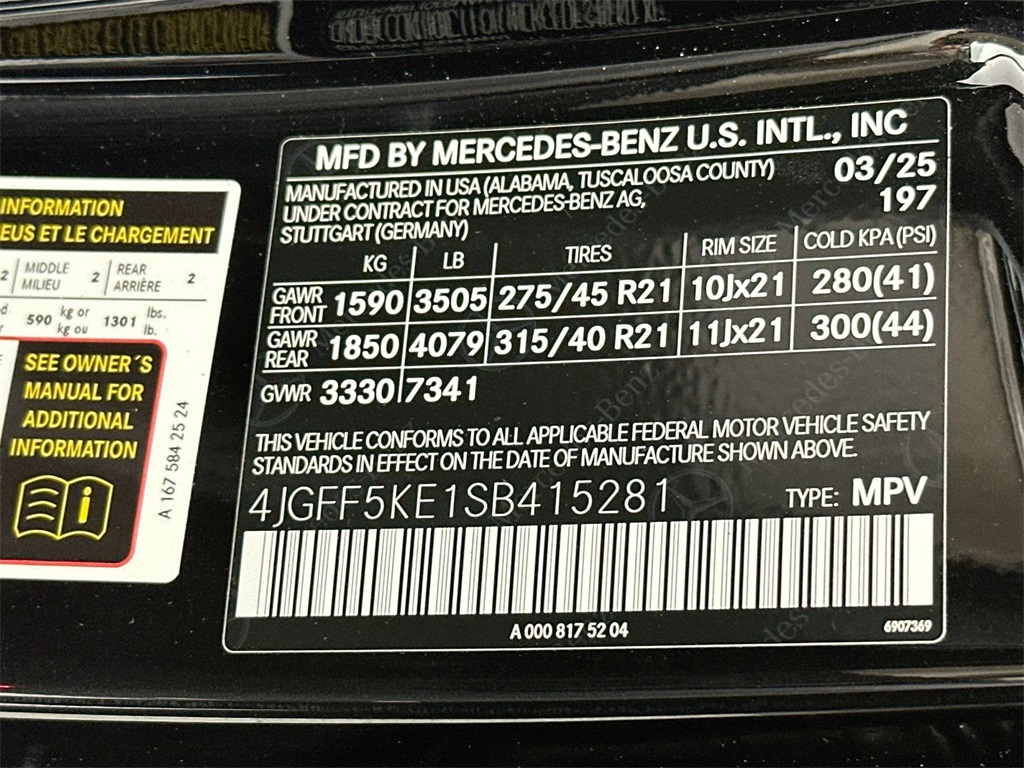 INFORMATION
EUS ET LE CHARGEMENT
2 MIDDLE MILIEU 2 REAR ARRIÈRE 2
590 kg or kg ou 1301 lbs. lb.
SEE OWNER´S
MANUAL FOR
ADDITIONAL
INFORMATION
A 167 584 25 24
MFD BY MERCEDES-BENZ U.S. INTL., INC
MANUFACTURED IN USA (ALABAMA, TUSCALOOSA COUNTY) 03/25
UNDER CONTRACT FOR MERCEDES-BENZ AG, 197
STUTTGART (GERMANY)
KG LB TIRES RIM SIZE COLD KPA (PSI)
GAWR FRONT 1590 3505 275/45 R21 10Jx21 280(41)
GAWR REAR 1850 4079 315/40 R21 11Jx21 300(44)
GVWR 3330 7341
THIS VEHICLE CONFORMS TO ALL APPLICABLE FEDERAL MOTOR VEHICLE SAFETY
STANDARDS IN EFFECT ON THE DATE OF MANUFACTURE SHOWN ABOVE.
4JGFF5KE1SB415281 TYPE: MPV
A 000 817 52 04
6907369